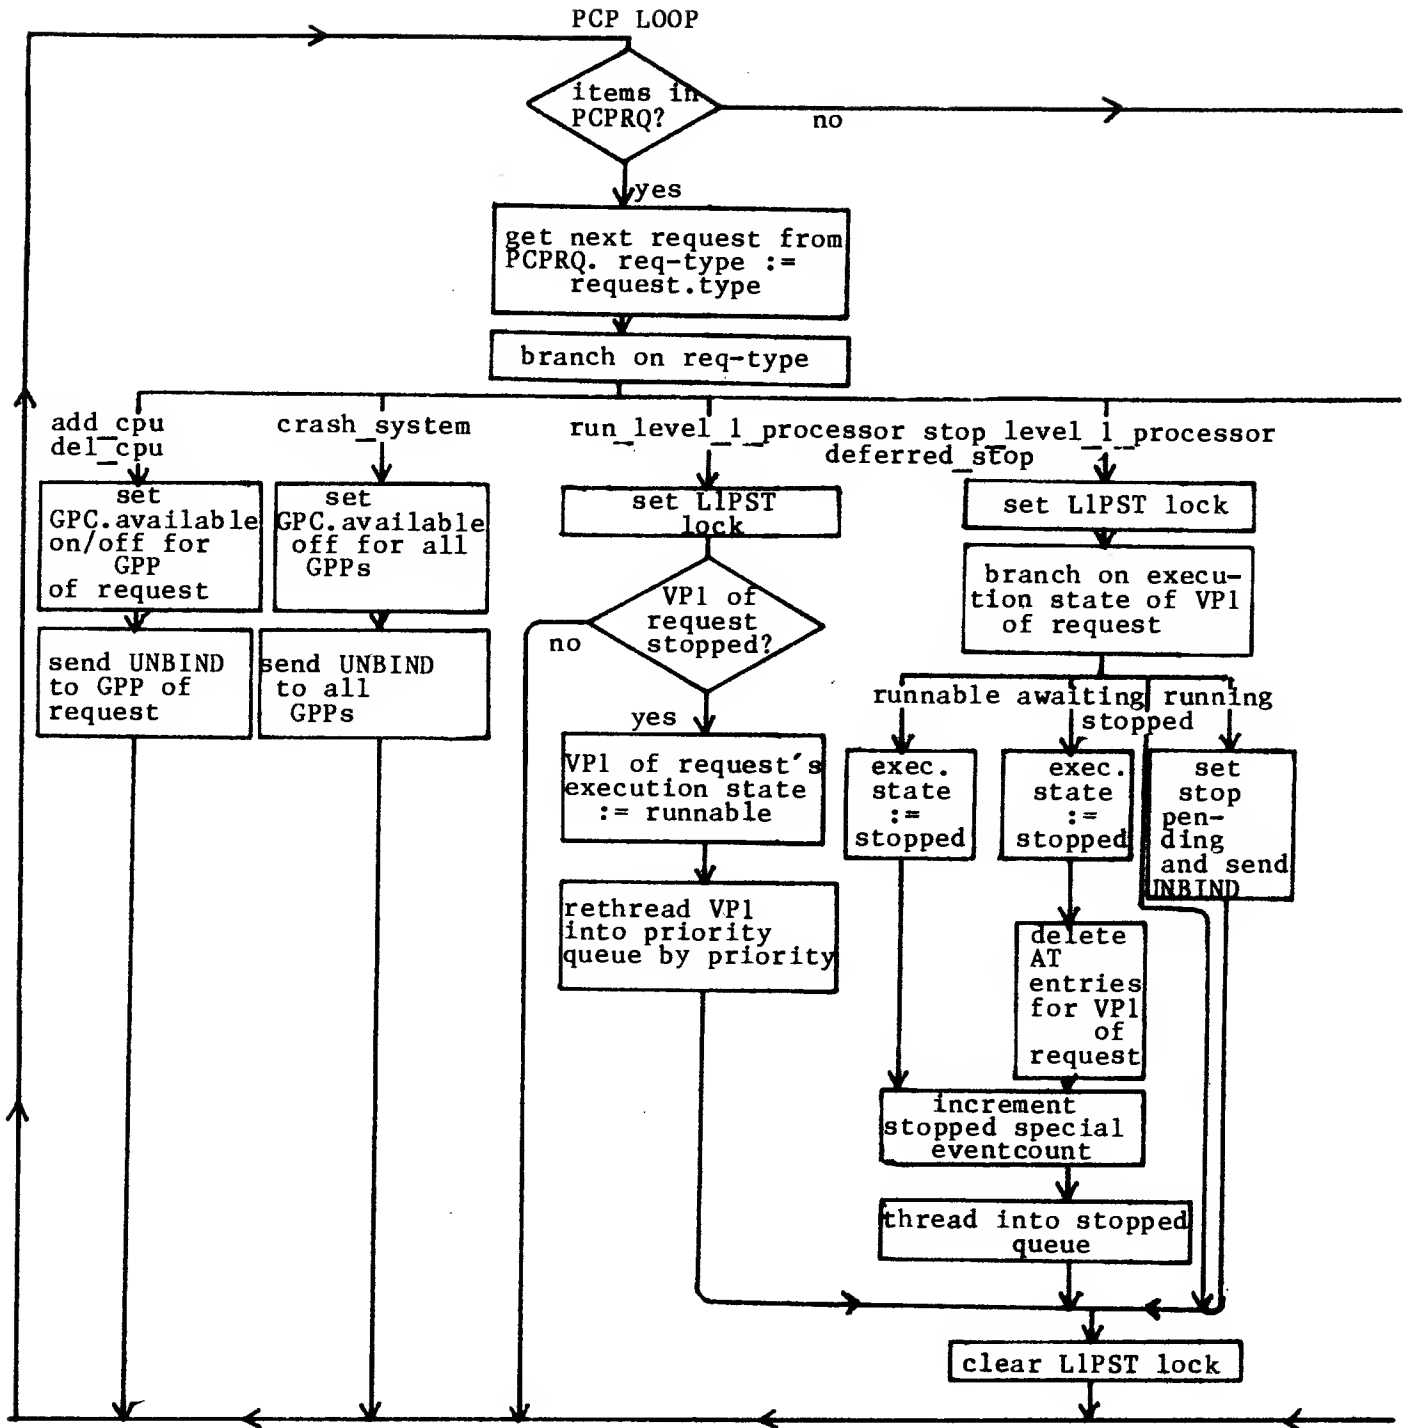 PCP LOOP
items in
PCPRQ?
no
yes
get next request from
PCPRQ. req-type :=
request.type
branch on req-type
add_cpu
del_cpu
crash_system
run_level_1_processor stop_level_1_processor
deferred_stop
set
GPC.available
on/off for
GPP
of request
send UNBIND
to GPP of
request
set
GPC.available
off for all
GPPs
send UNBIND
to all
GPPs
set L1PST
lock
VP1 of
request
stopped?
no
yes
VP1 of request's
execution state
:= runnable
rethread VP1
into priority
queue by priority
set L1PST lock
branch on execu-
tion state of VP1
of request
runnable awaiting running
stopped
exec.
state
:=
stopped
exec.
state
:=
stopped
set
stop
pen-
ding
and send
UNBIND
delete
AT
entries
for VP1
of
request
increment
stopped special
eventcount
thread into stopped
queue
clear L1PST lock